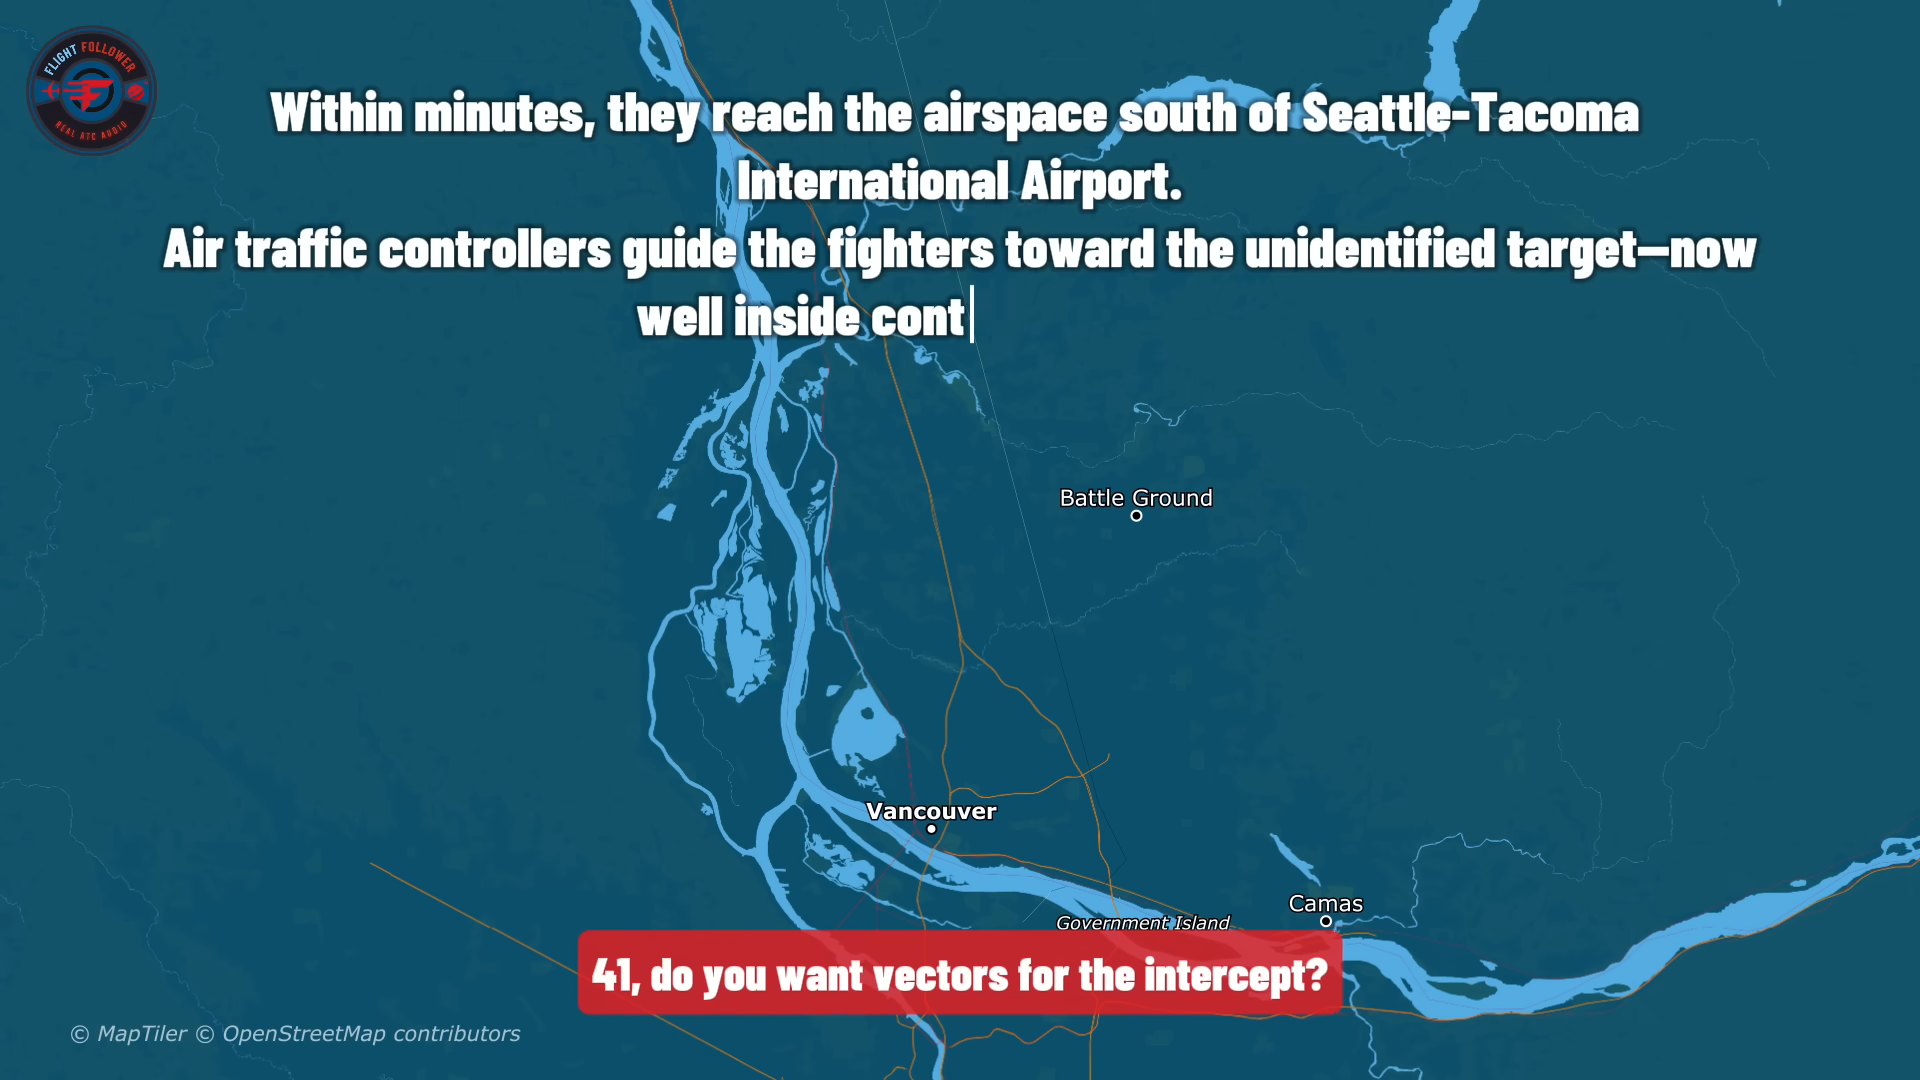 FLIGHT FOLLOWER
REAL ATC AUDIO
Within minutes, they reach the airspace south of Seattle-Tacoma
International Airport.
Air traffic controllers guide the fighters toward the unidentified target—now
well inside cont
Battle Ground
Vancouver
Camas
Government Island
41, do you want vectors for the intercept?
© MapTiler © OpenStreetMap contributors